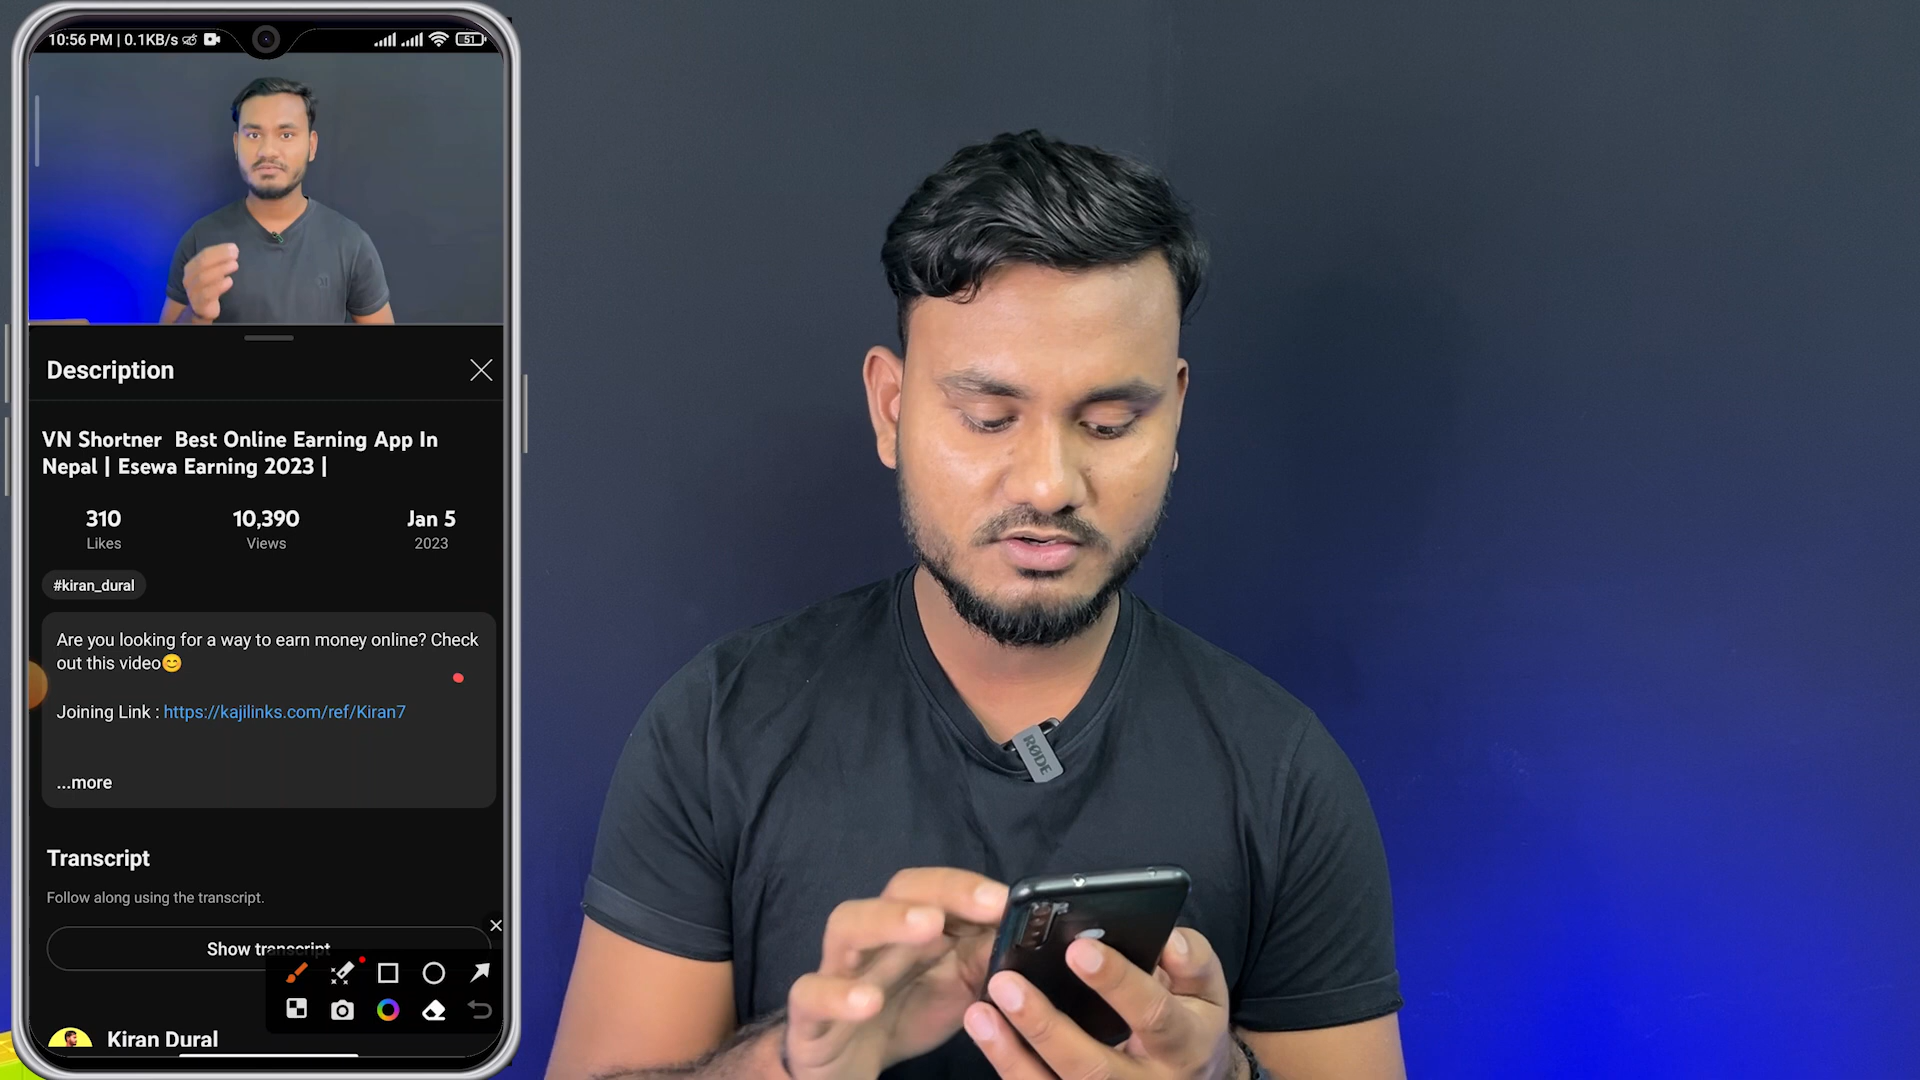 10:56 PM | 0.1KB/s
51
Description
VN Shortner Best Online Earning App In
Nepal | Esewa Earning 2023 |
310
10,390
Jan 5
Likes
Views
2023
#kiran_dural
Are you looking for a way to earn money online? Check
out this video😊
Joining Link : https://kajilinks.com/ref/Kiran7
...more
Transcript
Follow along using the transcript.
Show transcript
Kiran Dural
RØDE